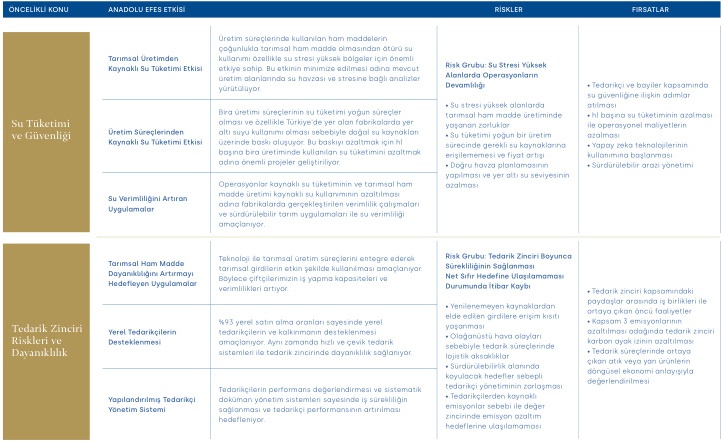 ÖNCELİKLİ KONU
ANADOLU EFES ETKİSİ
RİSKLER
FIRSATLAR
Su Tüketimi
ve Güvenliği
Tarımsal Üretimden
Kaynaklı Su Tüketimi Etkisi
Üretim süreçlerinde kullanılan ham maddelerin
çoğunlukla tarımsal ham madde olmasından ötürü su
kullanımı özellikle su stresi yüksek bölgeler için önemli
etkiye sahip. Bu etkinin minimize edilmesi adına mevcut
üretim alanlarında su havzası ve stresine bağlı analizler
yürütülüyor.
Üretim Süreçlerinden
Kaynaklı Su Tüketimi Etkisi
Bira üretimi süreçlerinin su tüketimi yoğun süreçler
olması ve özellikle Türkiye'de yer alan fabrikalarda yer
altı suyu kullanımı olması sebebiyle doğal su kaynakları
üzerinde baskı oluşuyor. Bu baskıyı azaltmak için hl
başına bira üretiminde kullanılan su tüketimini azaltmak
adına önemli projeler geliştiriliyor.
Su Verimliliğini Artıran
Uygulamalar
Operasyonlar kaynaklı su tüketiminin ve tarımsal ham
madde üretimi kaynaklı su kullanımının azaltılması
adına fabrikalarda gerçekleştirilen verimlilik çalışmaları
ve sürdürülebilir tarım uygulamaları ile su verimliliği
amaçlanıyor.
Risk Grubu: Su Stresi Yüksek
Alanlarda Operasyonların
Devamlılığı
• Su stresi yüksek alanlarda
tarımsal ham madde üretiminde
yaşanan zorluklar
• Su tüketimi yoğun bir üretim
sürecinde gerekli su kaynaklarına
erişilememesi ve fiyat artışı
• Doğru havza planlamasının
yapılması ve yer altı su seviyesinin
azalması
• Tedarikçi ve bayiler kapsamında
su güvenliğine ilişkin adımlar
atılması
• hl başına su tüketiminin azalması
ile operasyonel maliyetlerin
azalması
• Yapay zeka teknolojilerinin
kullanımına başlanması
• Sürdürülebilir arazi yönetimi
Tedarik Zinciri
Riskleri ve
Dayanıklılık
Tarımsal Ham Madde
Dayanıklılığını Artırmayı
Hedefleyen Uygulamalar
Teknoloji ile tarımsal üretim süreçlerini entegre ederek
tarımsal girdilerin etkin şekilde kullanılması amaçlanıyor.
Böylece çiftçilerimizin iş yapma kapasiteleri ve
verimlilikleri artıyor.
Yerel Tedarikçilerin
Desteklenmesi
%93 yerel satın alma oranları sayesinde yerel
tedarikçilerin ve kalkınmanın desteklenmesi
amaçlanıyor. Aynı zamanda hızlı ve çevik tedarik
sistemleri ile tedarik zincirinde dayanıklılık sağlanıyor.
Yapılandırılmış Tedarikçi
Yönetim Sistemi
Tedarikçilerin performans değerlendirmesi ve sistematik
doküman yönetim sistemleri sayesinde iş sürekliliğin
sağlanması ve tedarikçi performansının artırılması
hedefleniyor.
Risk Grubu: Tedarik Zinciri Boyunca
Sürekliliğinin Sağlanması
Net Sıfır Hedefine Ulaşılamaması
Durumunda İtibar Kaybı
• Yenilenemeyen kaynaklardan
elde edilen girdilere erişim kısıtı
yaşanması
• Olağanüstü hava olayları
sebebiyle tedarik süreçlerinde
lojistik aksaklıklar
• Sürdürülebilirlik alanında
koyulacak hedefler sebepli
tedarikçi yönetiminin zorlaşması
• Tedarikçilerden kaynaklı
emisyonlar sebebi ile değer
zincirinde emisyon azaltım
hedeflerine ulaşılamaması
• Tedarik zinciri kapsamındaki
paydaşlar arasında iş birlikleri ile
ortaya çıkan öncü faaliyetler
• Kapsam 3 emisyonlarının
azaltılması odağında tedarik zinciri
karbon ayak izinin azaltılması
• Tedarik süreçlerinde ortaya
çıkan atık veya yan ürünlerin
döngüsel ekonomi anlayışıyla
değerlendirilmesi